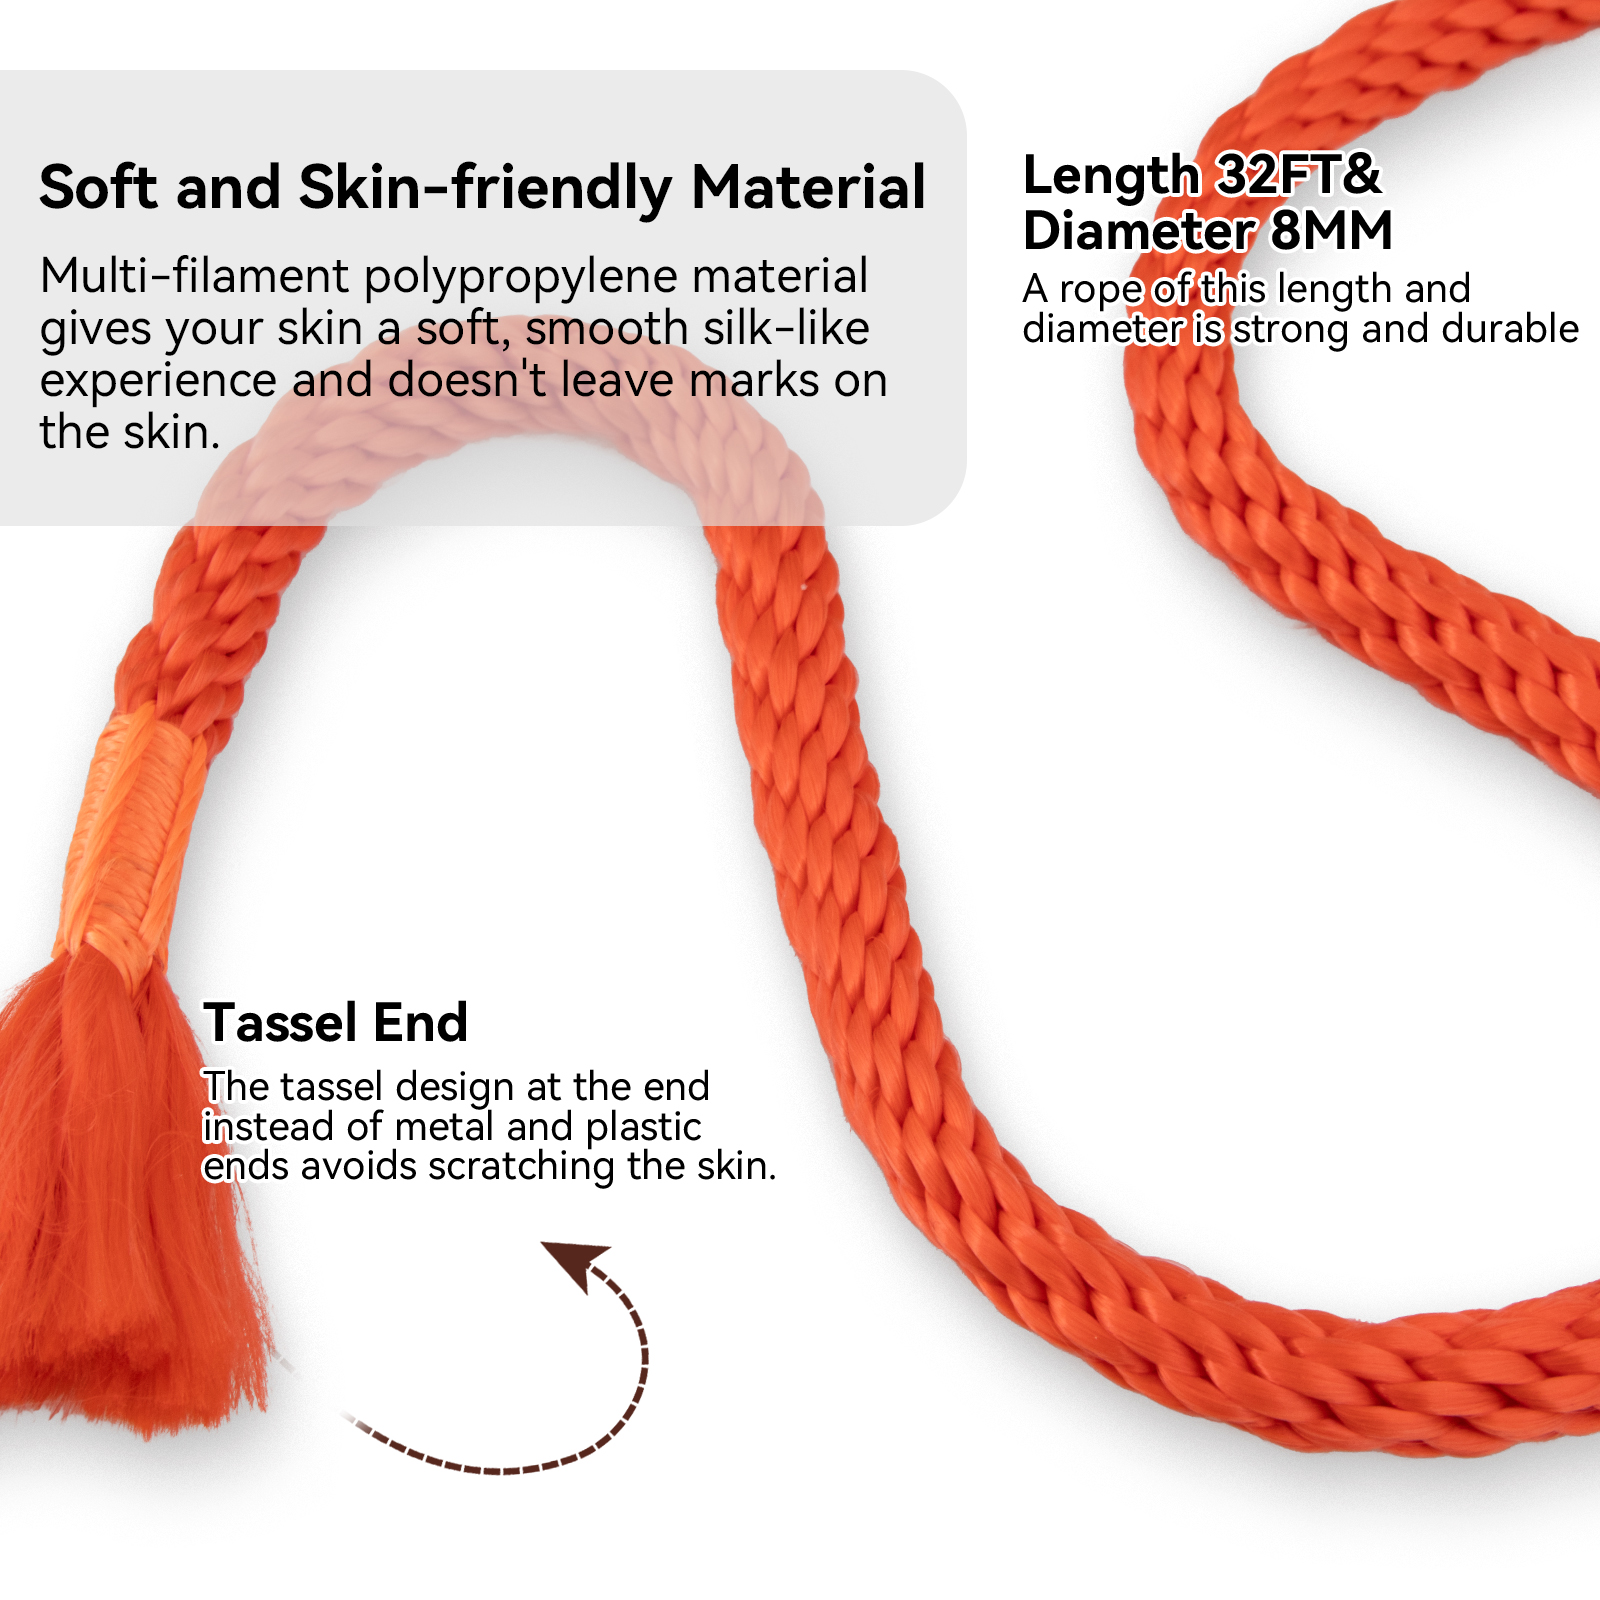 Soft and Skin-friendly Material
Multi-filament polypropylene material
gives your skin a soft, smooth silk-like
experience and doesn't leave marks on
the skin.
Length 32FT&
Diameter 8MM
A rope of this length and
diameter is strong and durable
Tassel End
The tassel design at the end
instead of metal and plastic
ends avoids scratching the skin.